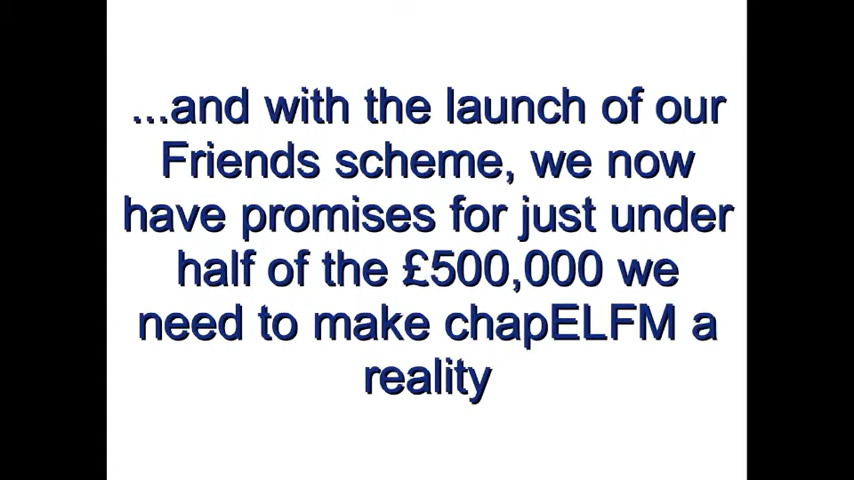 ...and with the launch of our
Friends scheme, we now
have promises for just under
half of the £500,000 we
need to make chapELFM a
reality